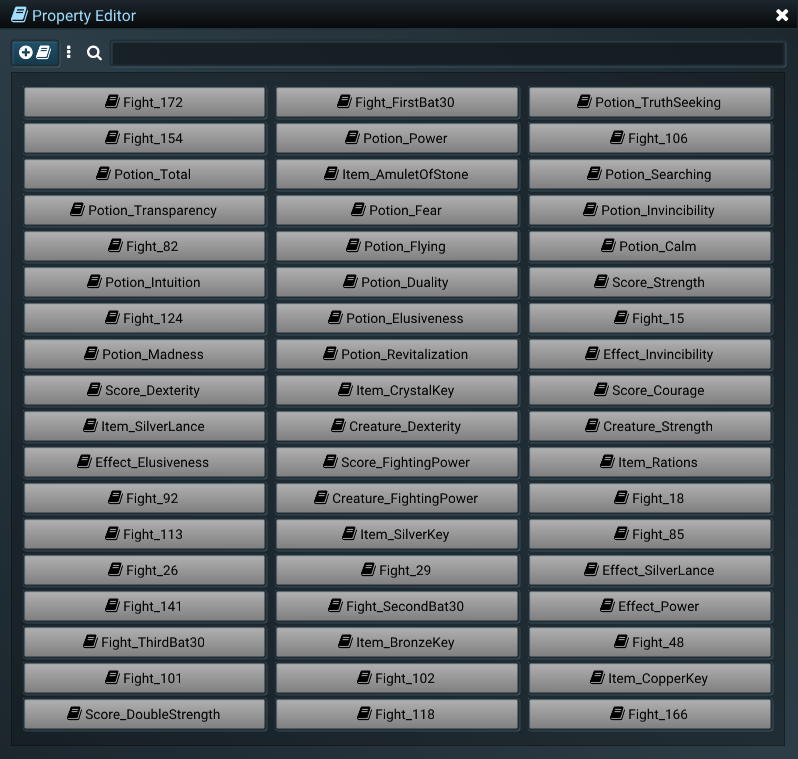 Property Editor
Fight_172 Fight_FirstBat30 Potion_TruthSeeking
Fight_154 Potion_Power Fight_106
Potion_Total Item_AmuletOfStone Potion_Searching
Potion_Transparency Potion_Fear Potion_Invincibility
Fight_82 Potion_Flying Potion_Calm
Potion_Intuition Potion_Duality Score_Strength
Fight_124 Potion_Elusiveness Fight_15
Potion_Madness Potion_Revitalization Effect_Invincibility
Score_Dexterity Item_CrystalKey Score_Courage
Item_SilverLance Creature_Dexterity Creature_Strength
Effect_Elusiveness Score_FightingPower Item_Rations
Fight_92 Creature_FightingPower Fight_18
Fight_113 Item_SilverKey Fight_85
Fight_26 Fight_29 Effect_SilverLance
Fight_141 Fight_SecondBat30 Effect_Power
Fight_ThirdBat30 Item_BronzeKey Fight_48
Fight_101 Fight_102 Item_CopperKey
Score_DoubleStrength Fight_118 Fight_166